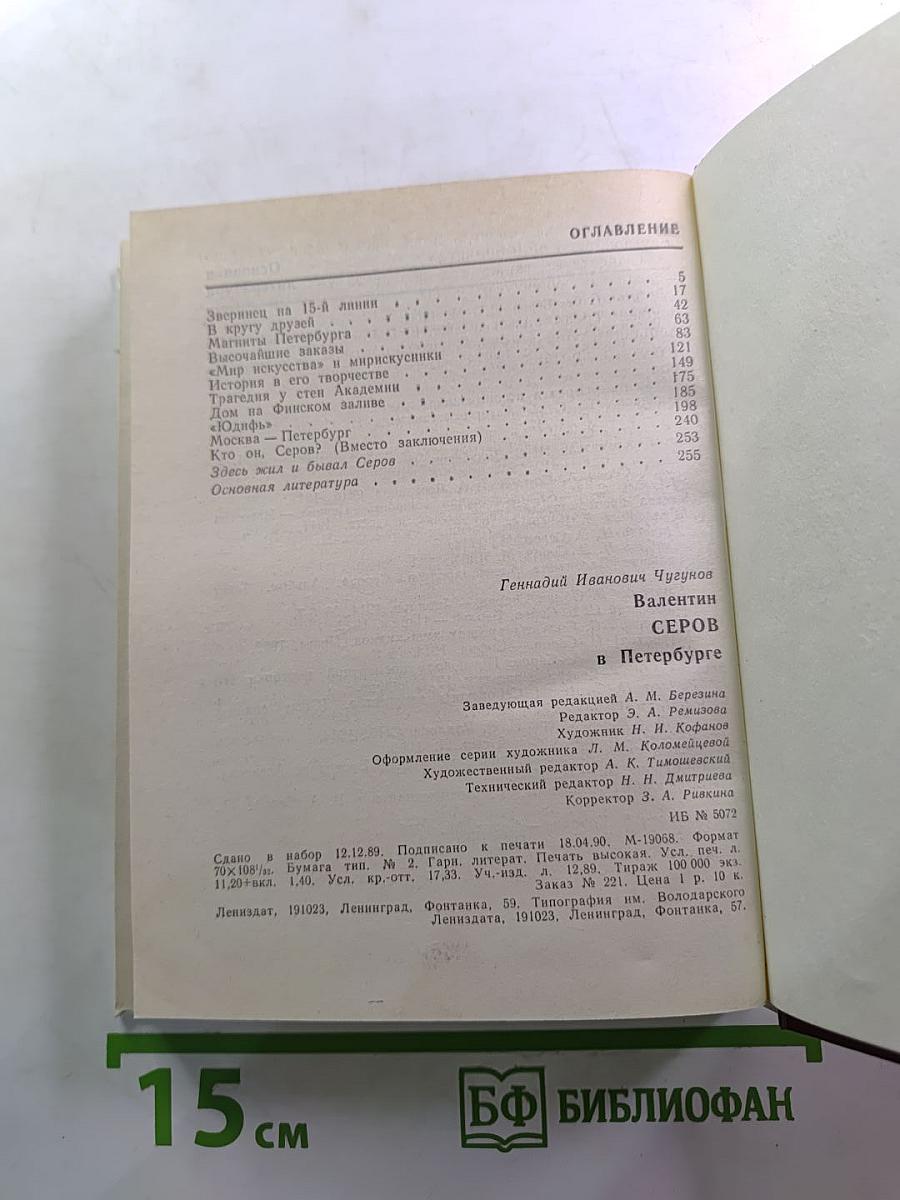 ОГЛАВЛЕНИЕ
Зверинец на 15-й линии . . . . . . . . . . 5
В кругу друзей . . . . . . . . . . 17
Магниты Петербурга . . . . . . . . . . 42
Высочайшие заказы . . . . . . . . . . 63
«Мир искусства» и мирискусники . . . . . . . . . . 83
История в его творчестве . . . . . . . . . . 121
Трагедия у стен Академии . . . . . . . . . . 149
Дом на Финском заливе . . . . . . . . . . 175
«Юдифь» . . . . . . . . . . 185
Москва — Петербург . . . . . . . . . . 198
Кто он, Серов? (Вместо заключения) . . . . . . . . . . 240
Здесь жил и бывал Серов . . . . . . . . . . 253
Основная литература . . . . . . . . . . 255
Геннадий Иванович Чугунов
Валентин
СЕРОВ
в Петербурге
Заведующая редакцией А. М. Березина
Редактор Э. А. Ремизова
Художник Н. И. Кофанов
Оформление серии художника Л. М. Коломейцевой
Художественный редактор А. К. Тимошевский
Технический редактор Н. Н. Дмитриева
Корректор З. А. Ривкина
ИБ № 5072
Сдано в набор 12.12.89. Подписано к печати 18.04.90. М-19068. Формат
70×108¹/₃₂. Бумага тип. № 2. Гарн. литерат. Печать высокая. Усл. печ. л.
11,20+вкл. 1,40. Усл. кр.-отт. 17,33. Уч.-изд. л. 12,89. Тираж 100 000 экз.
Заказ № 221. Цена 1 р. 10 к.
Лениздат, 191023, Ленинград, Фонтанка, 59. Типография им. Володарского
Лениздата, 191023, Ленинград, Фонтанка, 57.
15 см
БФ БИБЛИОФАН